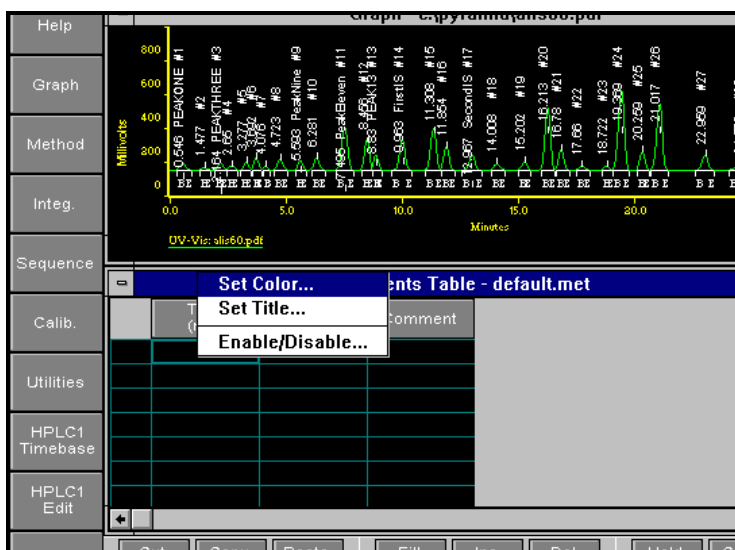 Help
Graph
Method
Integ.
Sequence
Calib.
Utilities
HPLC1
Timebase
HPLC1
Edit
Graph - c:\pyramid\alis60.pdf
Millivolts
800
600
400
200
0
0.546 PEAKONE #1
1.477 #2
PEAKTHREE #3
2.65 #4
#5
#6
#7
4.723 #8
5.593 PeakNine #9
6.281 #10
PeakEleven #11
#12
PEAK13 #13
9.963 FirstIS #14
11.308 #15
11.854 #16
SecondIS #17
14.008 #18
15.202 #19
16.213 #20
16.78 #21
17.66 #22
18.722 #23
19.369 #24
20.259 #25
21.017 #26
22.959 #27
0.0 5.0 10.0 15.0 20.0
Minutes
UV-Vis: alis60.pdf
Set Color...
Set Title...
Enable/Disable...
ents Table - default.met
Comment